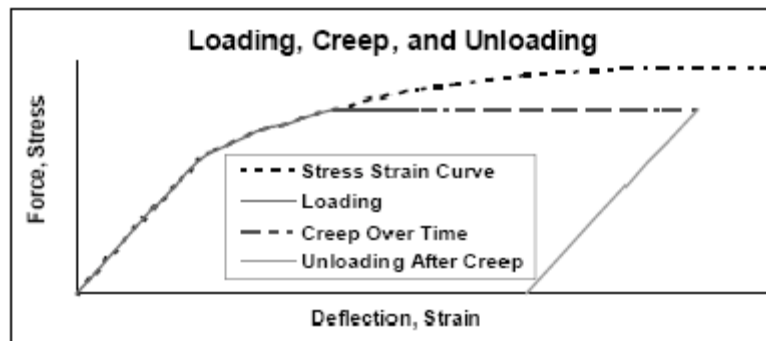 Loading, Creep, and Unloading
Force, Stress
Stress Strain Curve
Loading
Creep Over Time
Unloading After Creep
Deflection, Strain